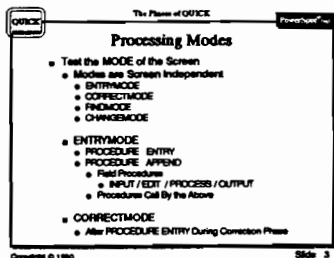 The Phases of QUICK
QUICK
PowerSpec
Processing Modes
Test the MODE of the Screen
Modes are Screen Independent
ENTRYMODE
CORRECTMODE
FINDMODE
CHANGEMODE
ENTRYMODE
PROCEDURE ENTRY
PROCEDURE APPEND
Field Procedures
INPUT / EDIT / PROCESS / OUTPUT
Procedures Call By the Above
CORRECTMODE
After PROCEDURE ENTRY During Correction Phase
Copyright © 1990
Slide 3